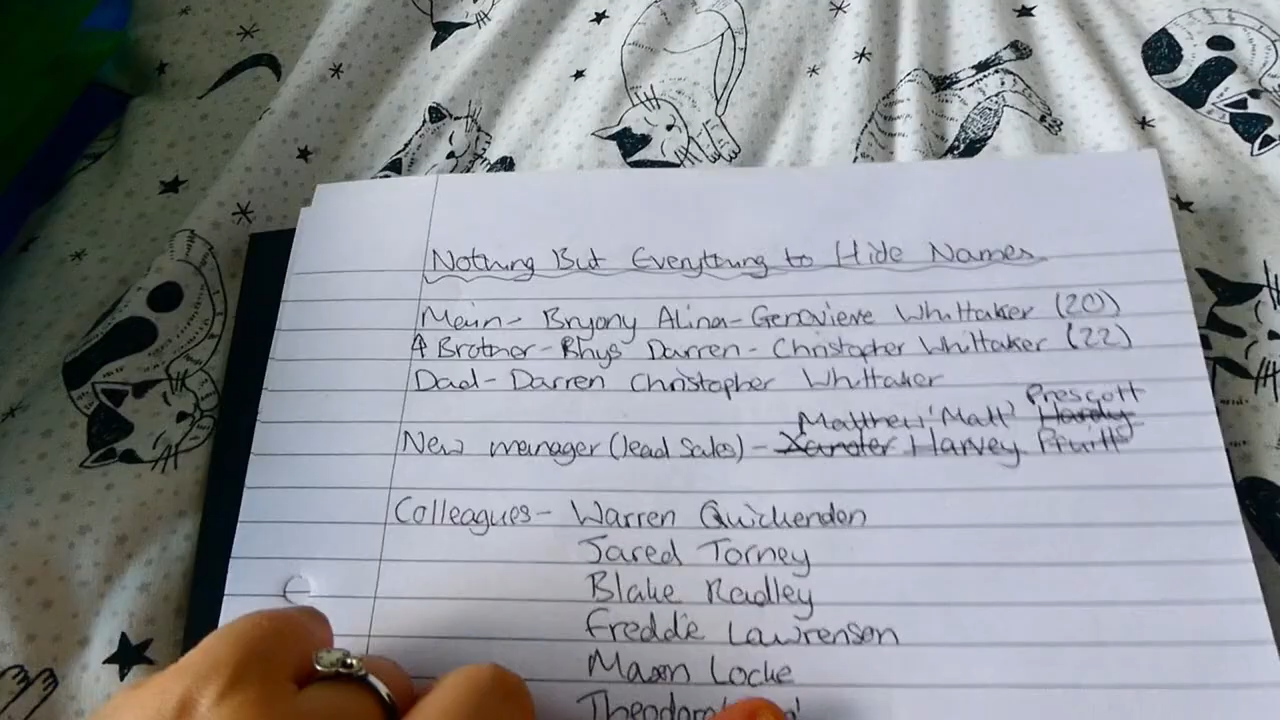 Nothing But Everything to Hide Names
Main- Bryony Alina-Genevieve Whittaker (20)
Brother- Rhys Darren-Christopher Whittaker (22)
Dad- Darren Christopher Whittaker
Prescott
Matthew 'Matt' Hardy
New manager (lead sales) - Xander Harvey Pruitt
Colleagues- Warren Quickendon
Jared Torney
Blake Radley
Freddie Lawrenson
Mason Locke